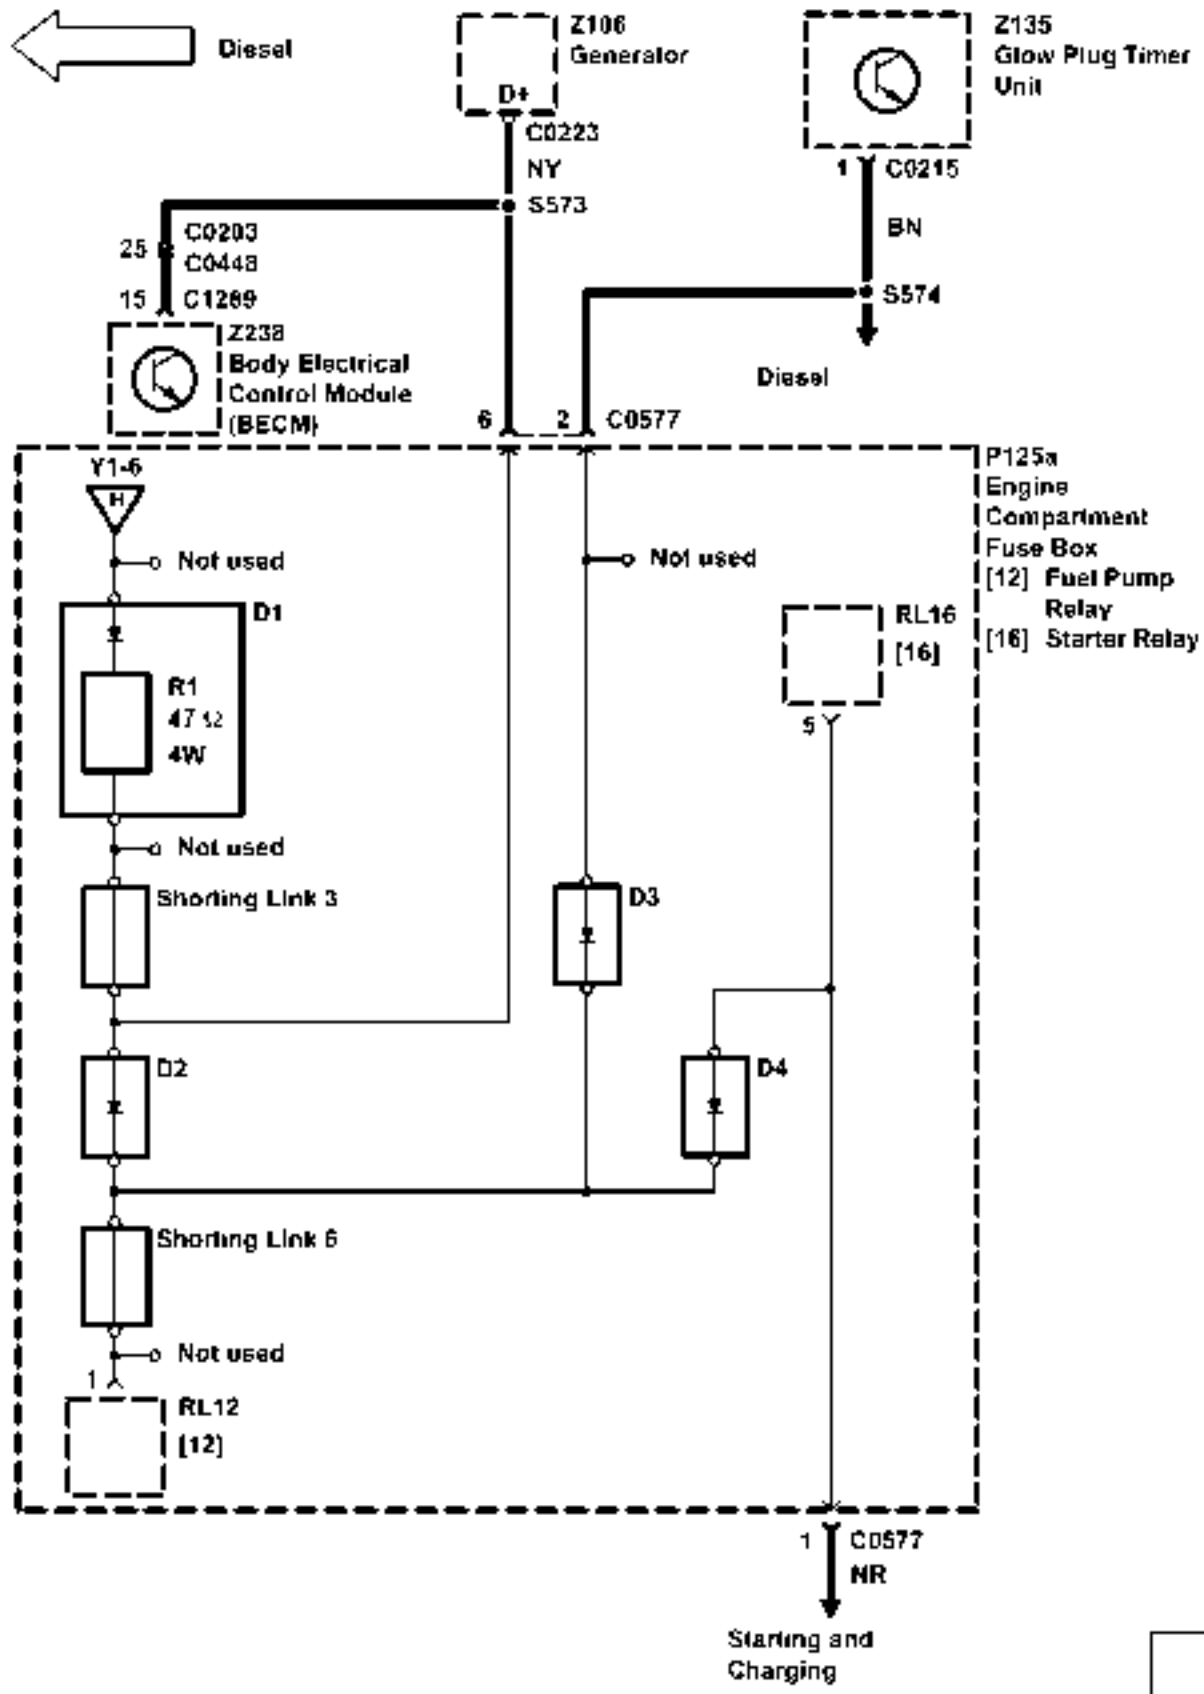 Diesel
Z106
Generator
D+
C0223
NY
S573
Z135
Glow Plug Timer
Unit
1 C0215
BN
S574
Diesel
25 C0203
C0448
15 C1289
Z238
Body Electrical
Control Module
(BECM)
6 2 C0577
P125a
Engine
Compartment
Fuse Box
[12] Fuel Pump
Relay
[16] Starter Relay
Y1-6
H
Not used
Not used
D1
R1
47 Ω
4W
RL16
[16]
5
Not used
Shorting Link 3
D3
D2
D4
Shorting Link 6
Not used
1
RL12
[12]
1 C0577
NR
Starting and
Charging